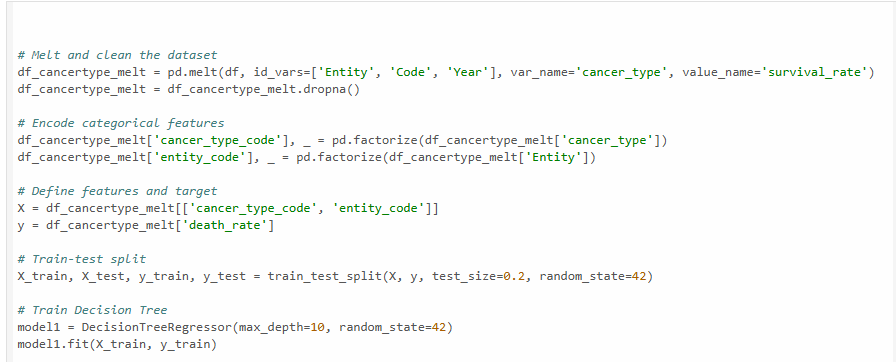 # Melt and clean the dataset
df_cancertype_melt = pd.melt(df, id_vars=['Entity', 'Code', 'Year'], var_name='cancer_type', value_name='survival_rate')
df_cancertype_melt = df_cancertype_melt.dropna()
# Encode categorical features
df_cancertype_melt['cancer_type_code'], _ = pd.factorize(df_cancertype_melt['cancer_type'])
df_cancertype_melt['entity_code'], _ = pd.factorize(df_cancertype_melt['Entity'])
# Define features and target
X = df_cancertype_melt[['cancer_type_code', 'entity_code']]
y = df_cancertype_melt['death_rate']
# Train-test split
X_train, X_test, y_train, y_test = train_test_split(X, y, test_size=0.2, random_state=42)
# Train Decision Tree
model1 = DecisionTreeRegressor(max_depth=10, random_state=42)
model1.fit(X_train, y_train)